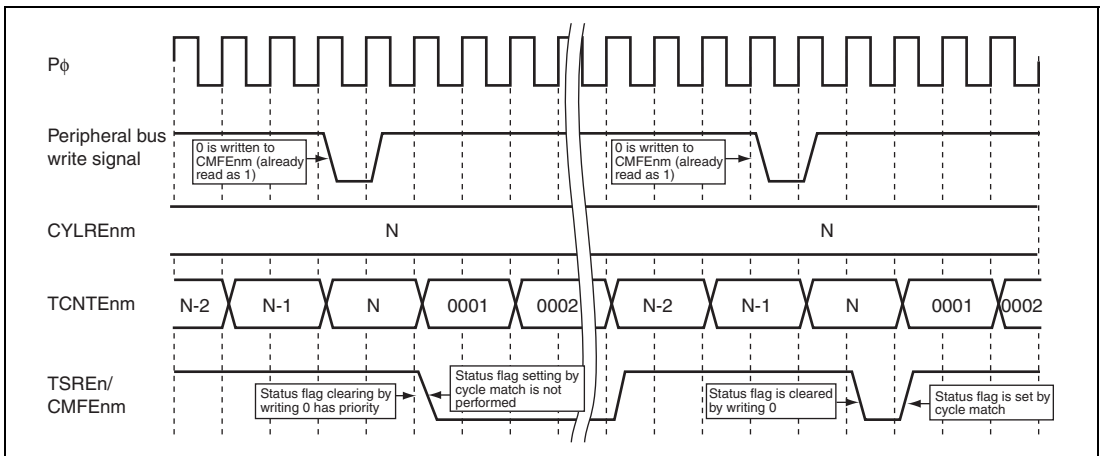 Pϕ
Peripheral bus
write signal
0 is written to
CMFEnm (already
read as 1)
0 is written to
CMFEnm (already
read as 1)
CYLREnm
N
N
TCNTEnm
N-2
N-1
N
0001
0002
N-2
N-1
N
0001
0002
TSREn/
CMFEnm
Status flag clearing by
writing 0 has priority
Status flag setting by
cycle match is not
performed
Status flag is cleared
by writing 0
Status flag is set by
cycle match